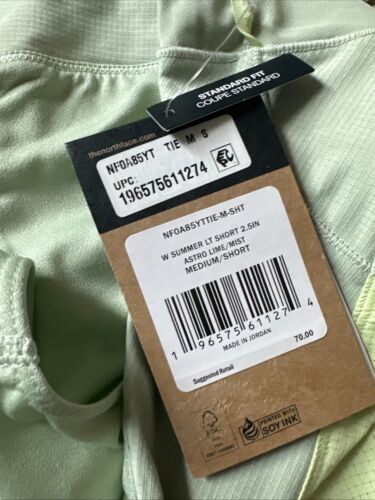 STANDARD FIT
COUPE STANDARD
thenorthface.com
NF0A85YT TIE M S
UPC:
196575611274
NF0A85YTTIE-M-SHT
W SUMMER LT SHORT 2.5IN
ASTRO LIME/MIST
MEDIUM/SHORT
1 96575 61127 4
MADE IN JORDAN
70.00
Suggested Retail
FSC
PRINTED WITH
SOY INK